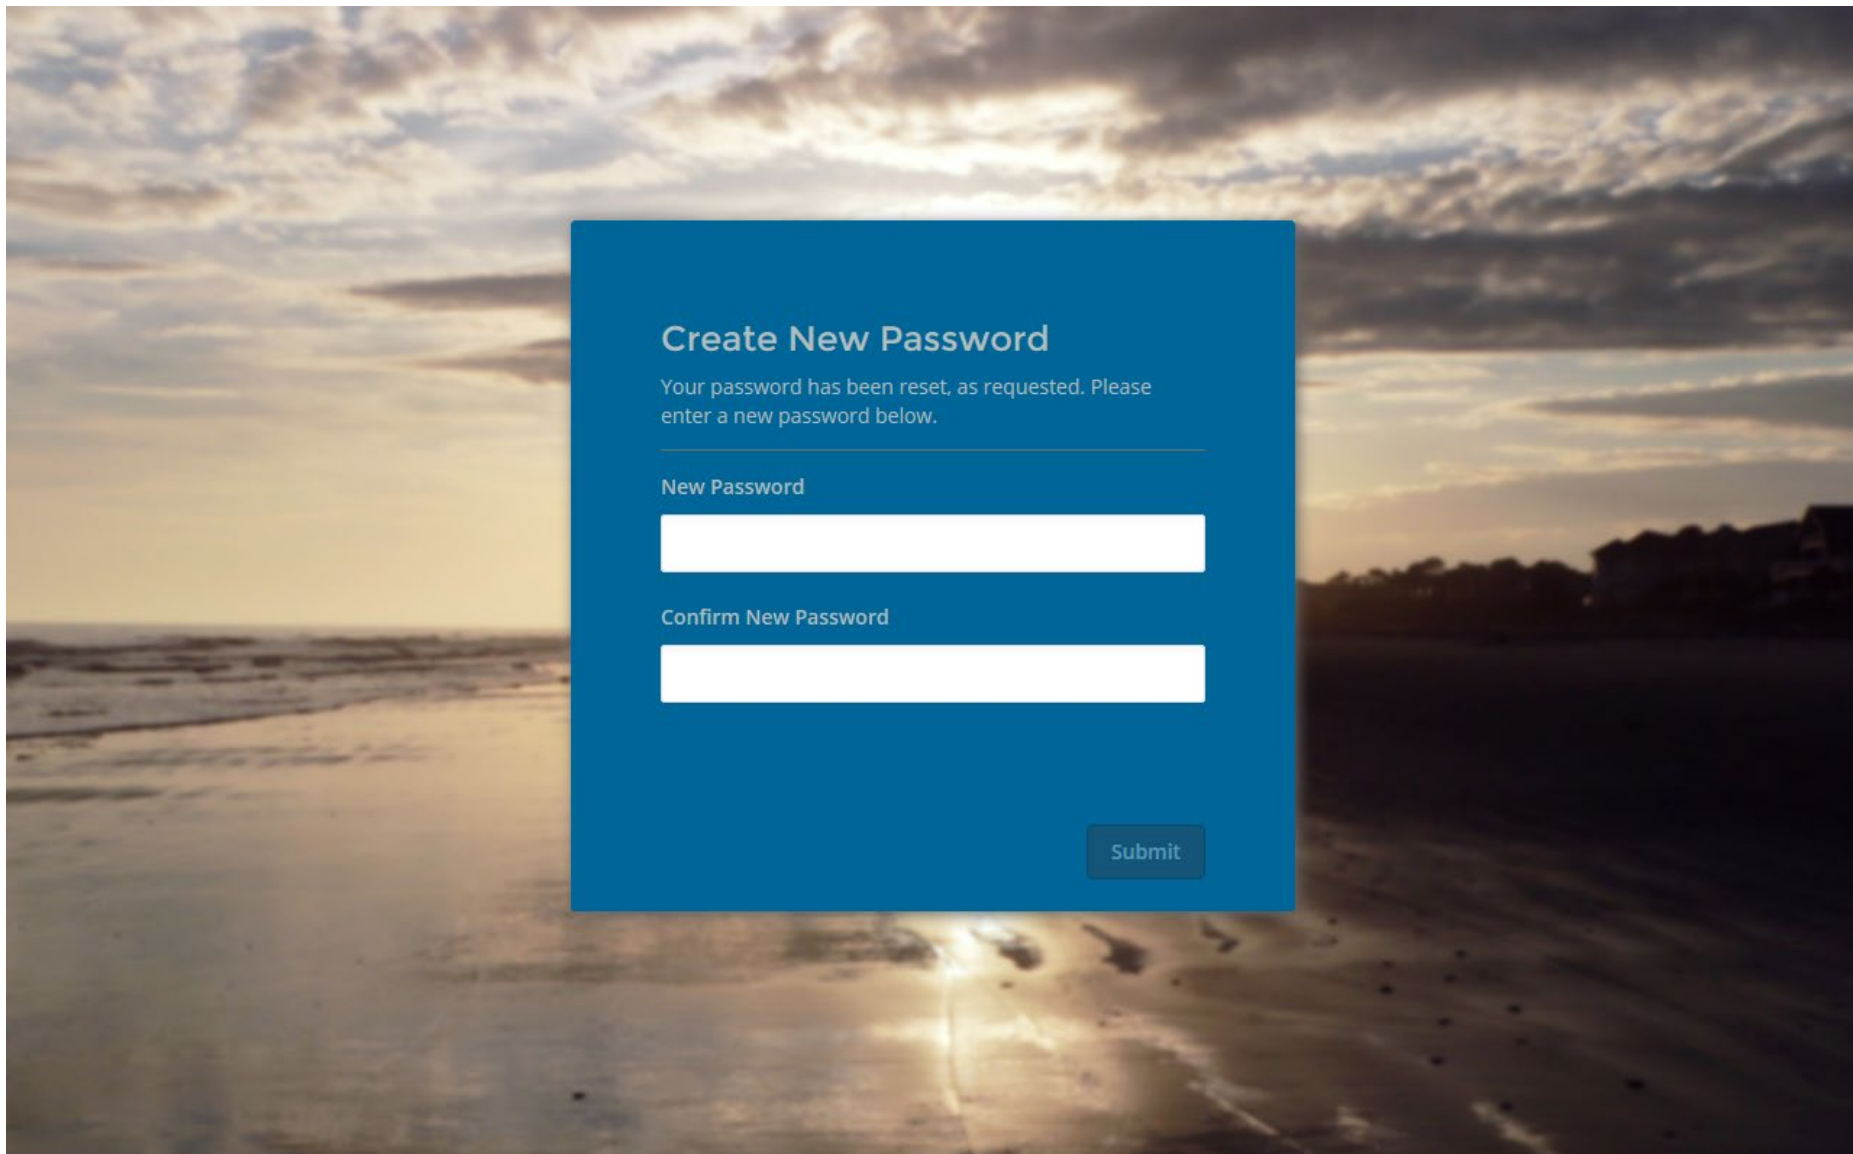 Create New Password
Your password has been reset, as requested. Please
enter a new password below.
New Password
Confirm New Password
Submit